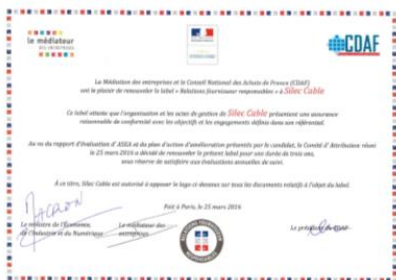 le médiateur
DES ENTREPRISES
CDAF
La Médiation des entreprises et le Conseil National des Achats de France (CDAF)
ont le plaisir de renouveler le label « Relations fournisseur responsables » à Silec Cable
Ce label atteste que l'organisation et les actes de gestion de Silec Cable présentent une assurance
raisonnable de conformité avec les objectifs et les engagements définis dans son référentiel.
Au vu du rapport d'évaluation d'ASEA et du plan d'action d'amélioration présentés par le candidat, le Comité d'Attribution réuni
le 25 mars 2016 a décidé de renouveler le présent label pour une durée de trois ans,
sous réserve de satisfaire aux évaluations annuelles de suivi.
A ce titre, Silec Cable est autorisé à apposer le logo ci-dessous sur tous les documents relatifs à l'objet du label.
Fait à Paris, le 25 mars 2016
MACRON
Le ministre de l'Économie,
de l'Industrie et du Numérique
Le médiateur des
entreprises
Le président du CDAF